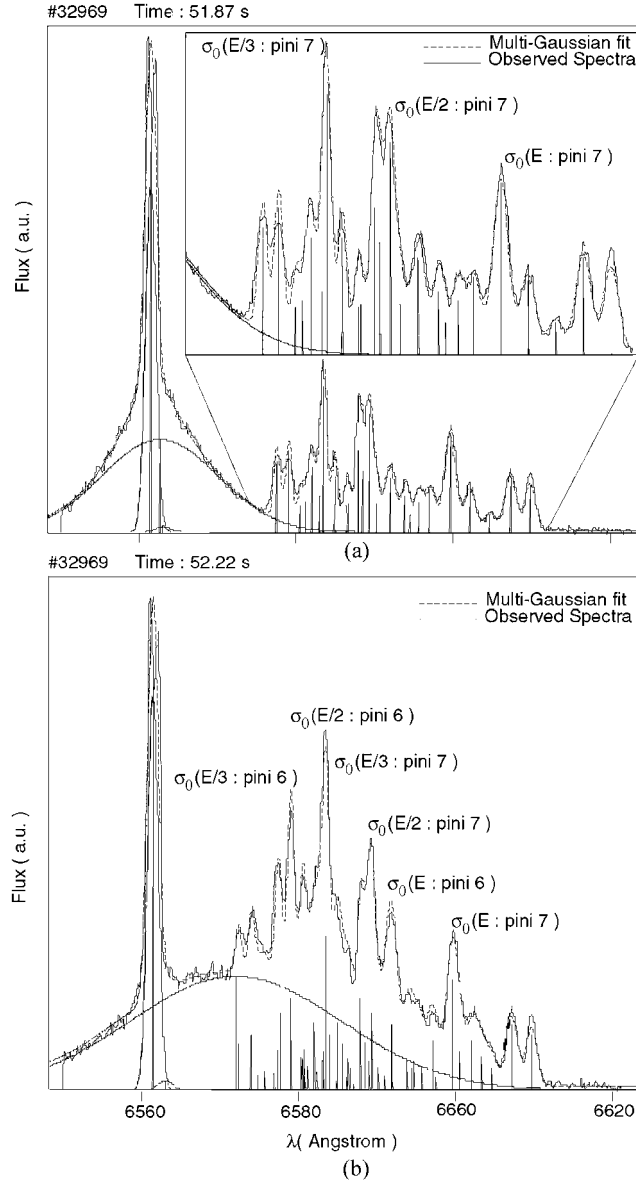 #32969 Time : 51.87 s
σ0(E/3 : pini 7 )
Multi-Gaussian fit
Observed Spectra
σ0(E/2 : pini 7 )
σ0(E : pini 7 )
Flux ( a.u. )
(a)
#32969 Time : 52.22 s
Multi-Gaussian fit
Observed Spectra
σ0(E/2 : pini 6 )
σ0(E/3 : pini 6 )
σ0(E/3 : pini 7 )
σ0(E/2 : pini 7 )
σ0(E : pini 6 )
σ0(E : pini 7 )
Flux ( a.u. )
6560 6580 6660 6620
λ( Angstrom )
(b)